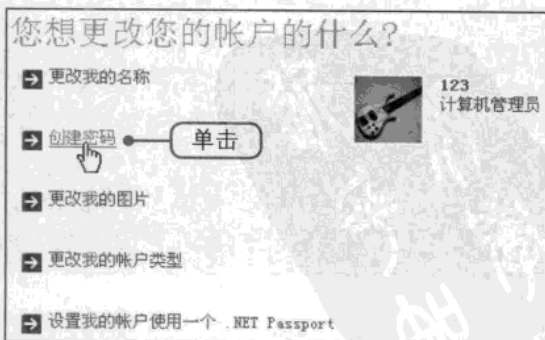 您想更改您的帐户的什么?
更改我的名称
123
计算机管理员
创建密码
单击
更改我的图片
更改我的帐户类型
设置我的帐户使用一个 .NET Passport